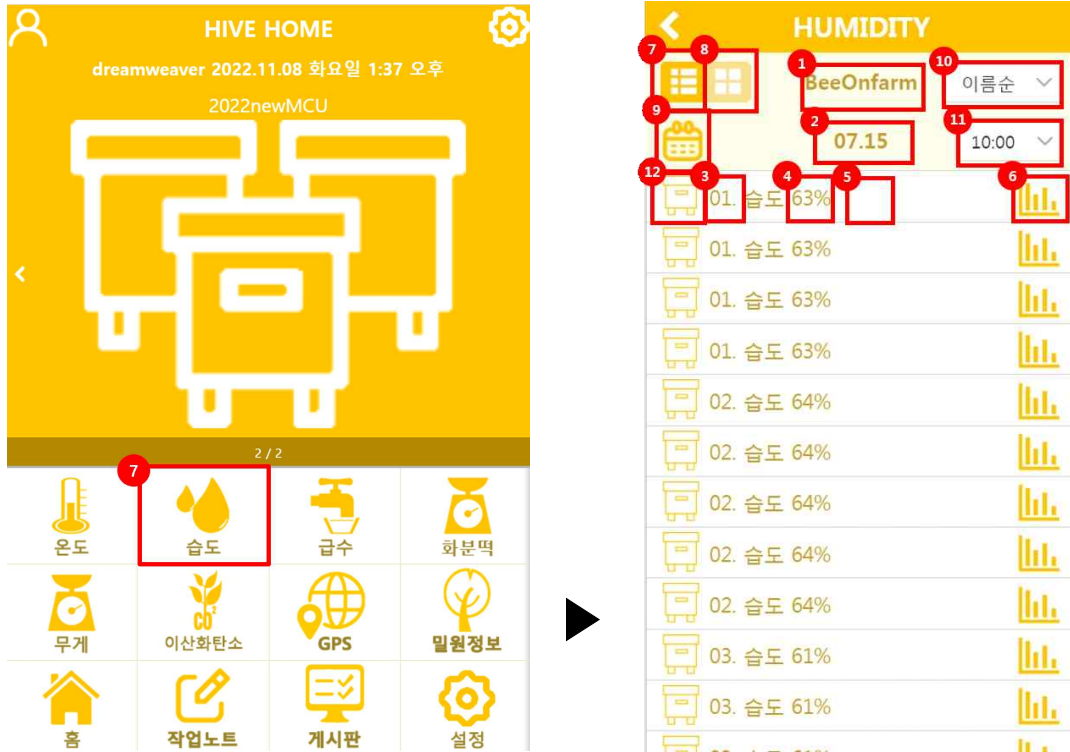 HIVE HOME
dreamweaver 2022.11.08 화요일 1:37 오후
2022newMCU
2 / 2
7
온도
습도
급수
화분떡
무게
CO²
이산화탄소
GPS
밀원정보
홈
작업노트
게시판
설정
HUMIDITY
7 8 1 BeeOnfarm 10 이름순
9 2 07.15 11 10:00
12 3 4 5 6
01. 습도 63%
01. 습도 63%
01. 습도 63%
01. 습도 63%
02. 습도 64%
02. 습도 64%
02. 습도 64%
02. 습도 64%
02. 습도 64%
03. 습도 61%
03. 습도 61%